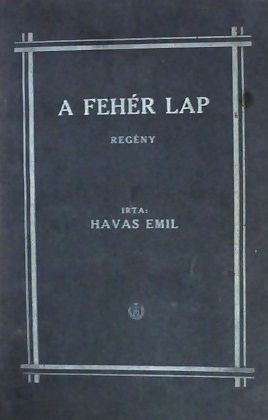 A FEHÉR LAP
REGÉNY
IRTA:
HAVAS EMIL